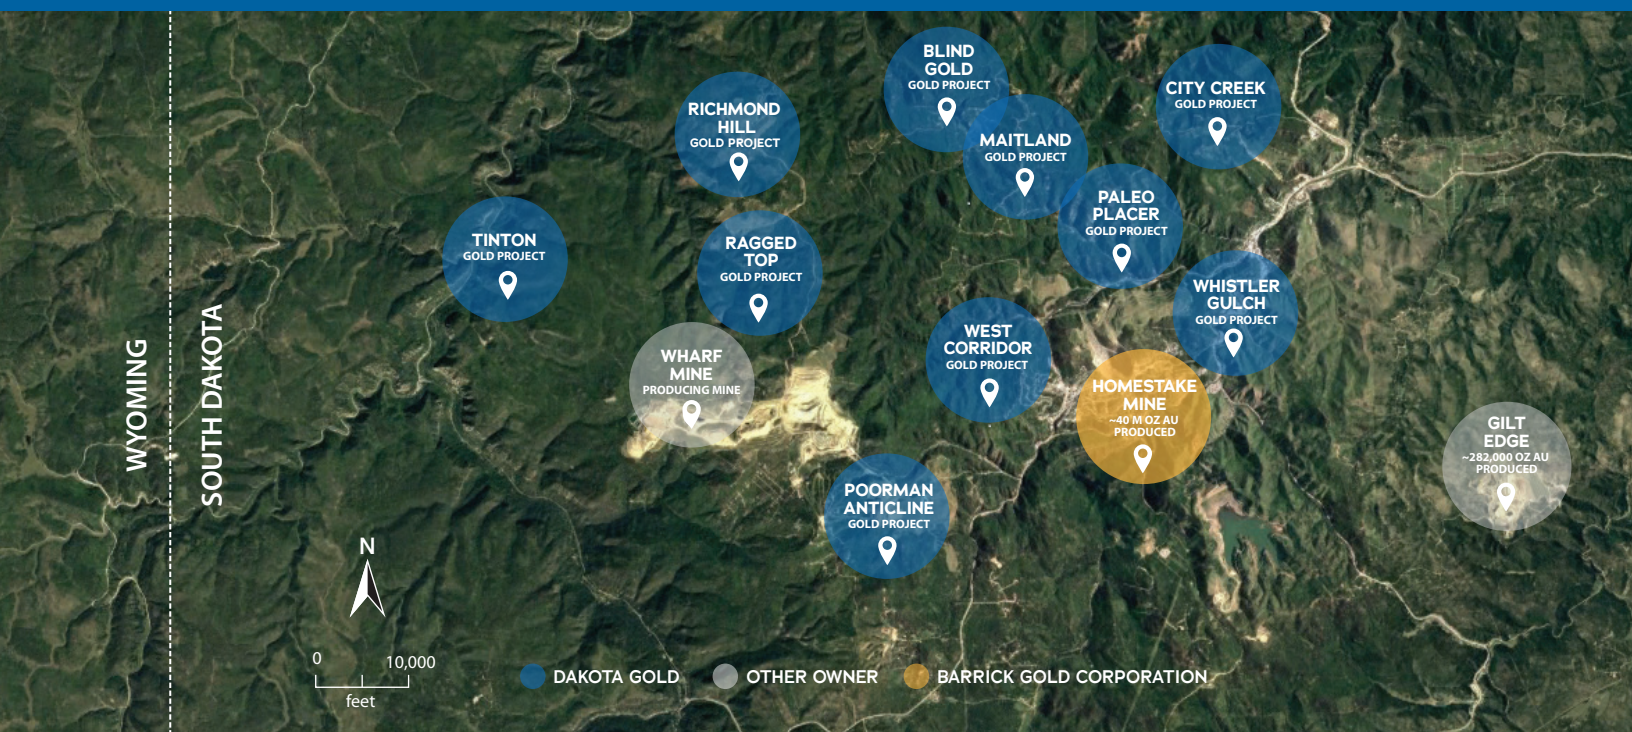 BLIND
GOLD
GOLD PROJECT
CITY CREEK
GOLD PROJECT
RICHMOND
HILL
GOLD PROJECT
MAITLAND
GOLD PROJECT
PALEO
PLACER
GOLD PROJECT
TINTON
GOLD PROJECT
RAGGED
TOP
GOLD PROJECT
WHISTLER
GULCH
GOLD PROJECT
WEST
CORRIDOR
GOLD PROJECT
WHARF
MINE
PRODUCING MINE
HOMESTAKE
MINE
~40 M OZ AU
PRODUCED
GILT
EDGE
~282,000 OZ AU
PRODUCED
POORMAN
ANTICLINE
GOLD PROJECT
WYOMING
SOUTH DAKOTA
N
0 10,000
feet
DAKOTA GOLD
OTHER OWNER
BARRICK GOLD CORPORATION